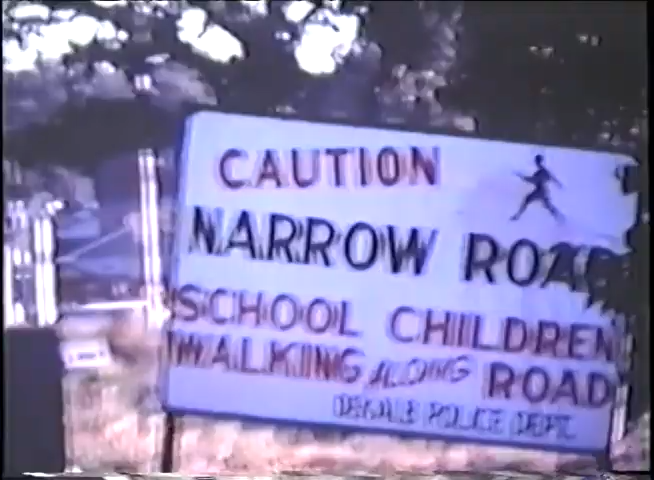 CAUTION
NARROW ROAD
SCHOOL CHILDREN
WALKING ALONG ROAD
DEKALB POLICE DEPT.